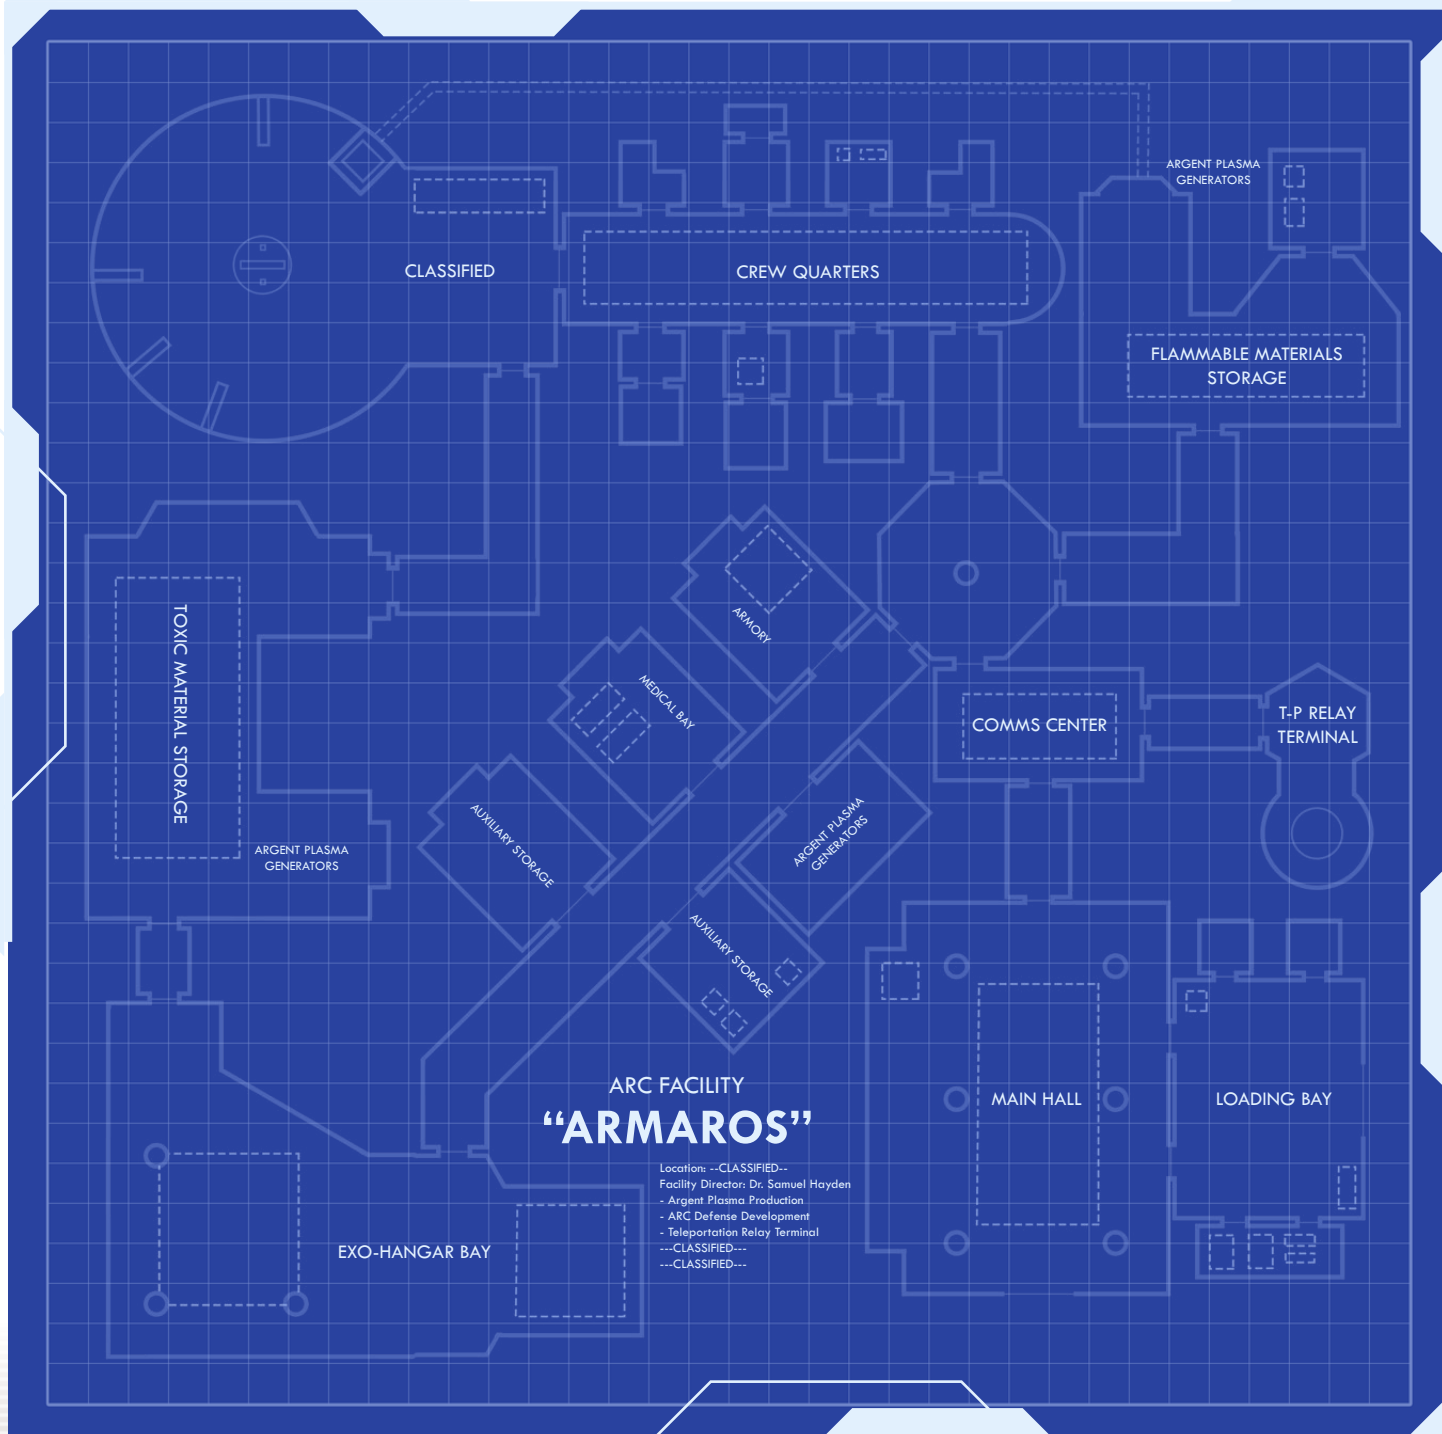 ARGENT PLASMA
GENERATORS
CLASSIFIED
CREW QUARTERS
FLAMMABLE MATERIALS
STORAGE
ARMORY
TOXIC MATERIAL STORAGE
MEDICAL BAY
COMMS CENTER
T-P RELAY
TERMINAL
AUXILIARY STORAGE
ARGENT PLASMA
GENERATORS
ARGENT PLASMA
GENERATORS
AUXILIARY STORAGE
ARC FACILITY
“ARMAROS”
MAIN HALL
LOADING BAY
Location: --CLASSIFIED--
Facility Director: Dr. Samuel Hayden
- Argent Plasma Production
- ARC Defense Development
- Teleportation Relay Terminal
---CLASSIFIED---
---CLASSIFIED---
EXO-HANGAR BAY